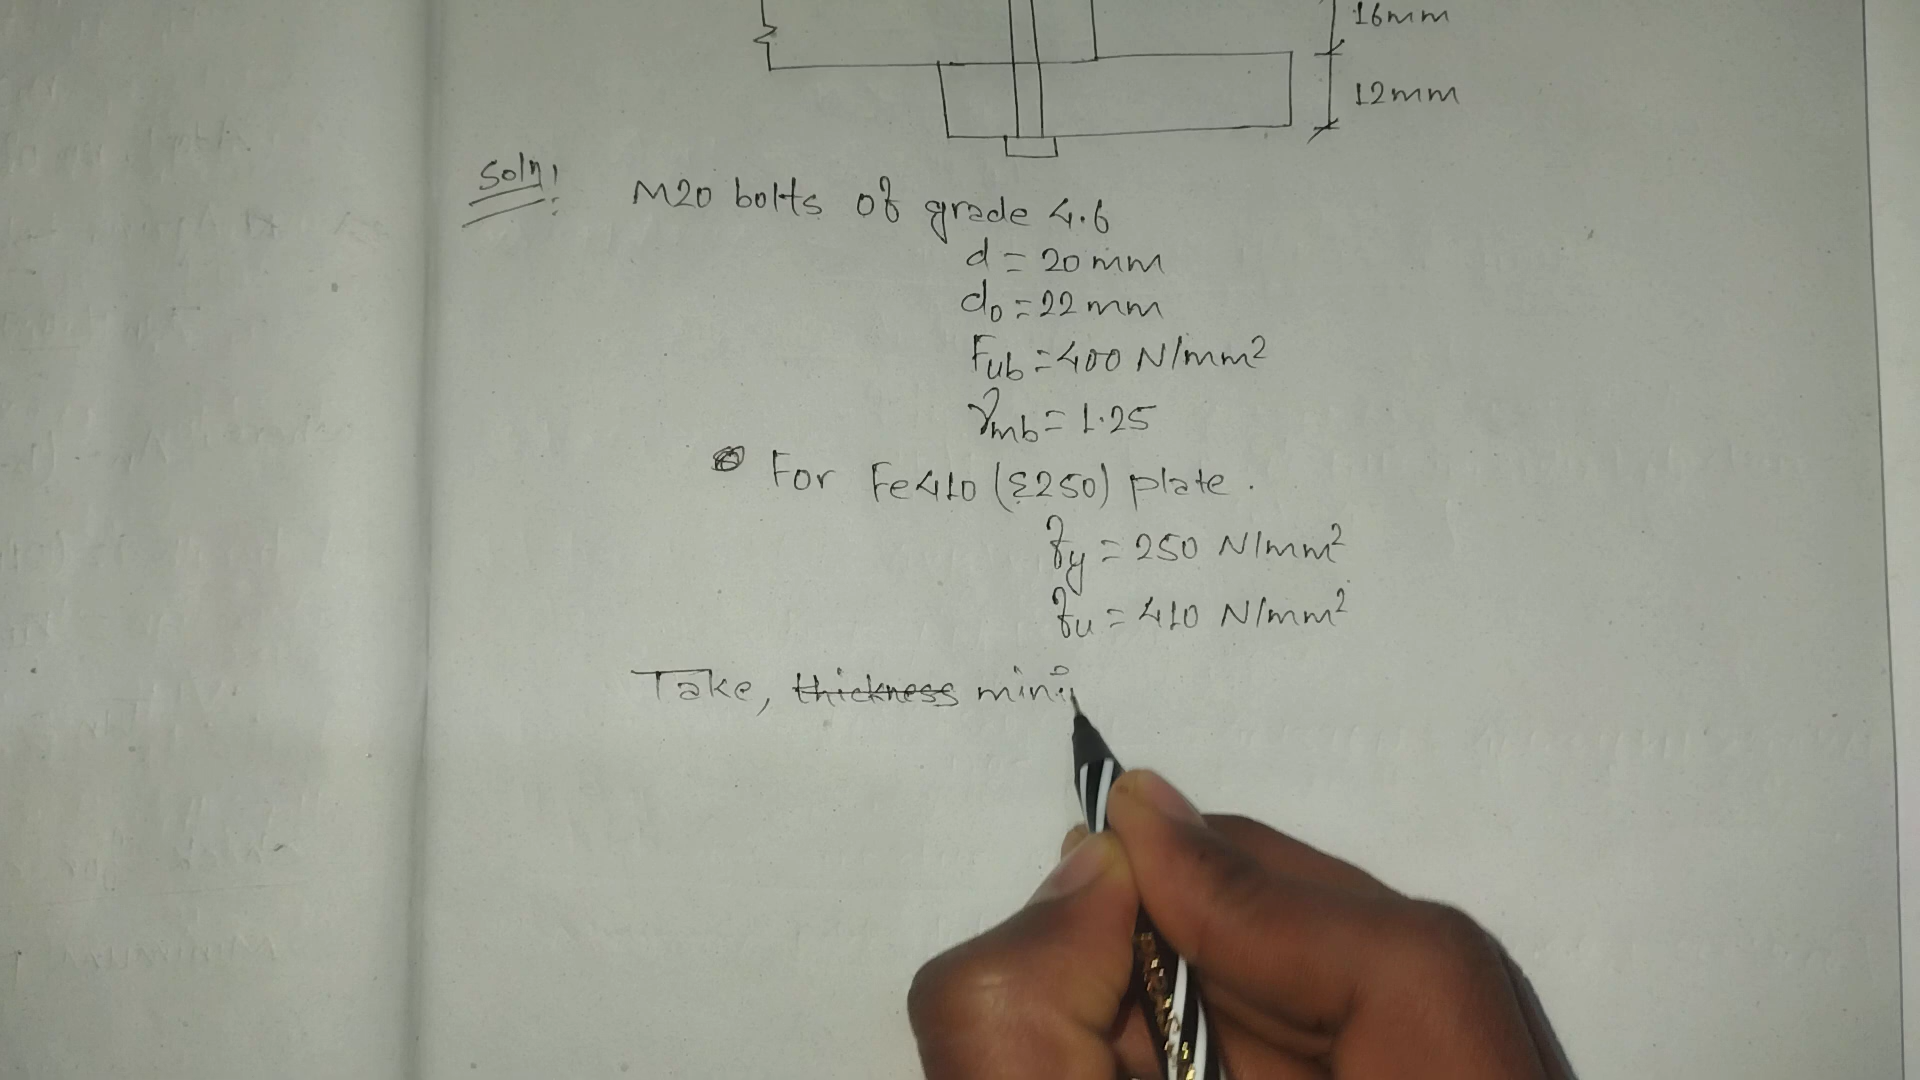 16mm
12mm
Soln:
M20 bolts of grade 4.6
d = 20 mm
do = 22 mm
Fub = 400 N/mm²
γmb = 1.25
For Fe410 (E250) plate.
fy = 250 N/mm²
fu = 410 N/mm²
Take, thickness mini